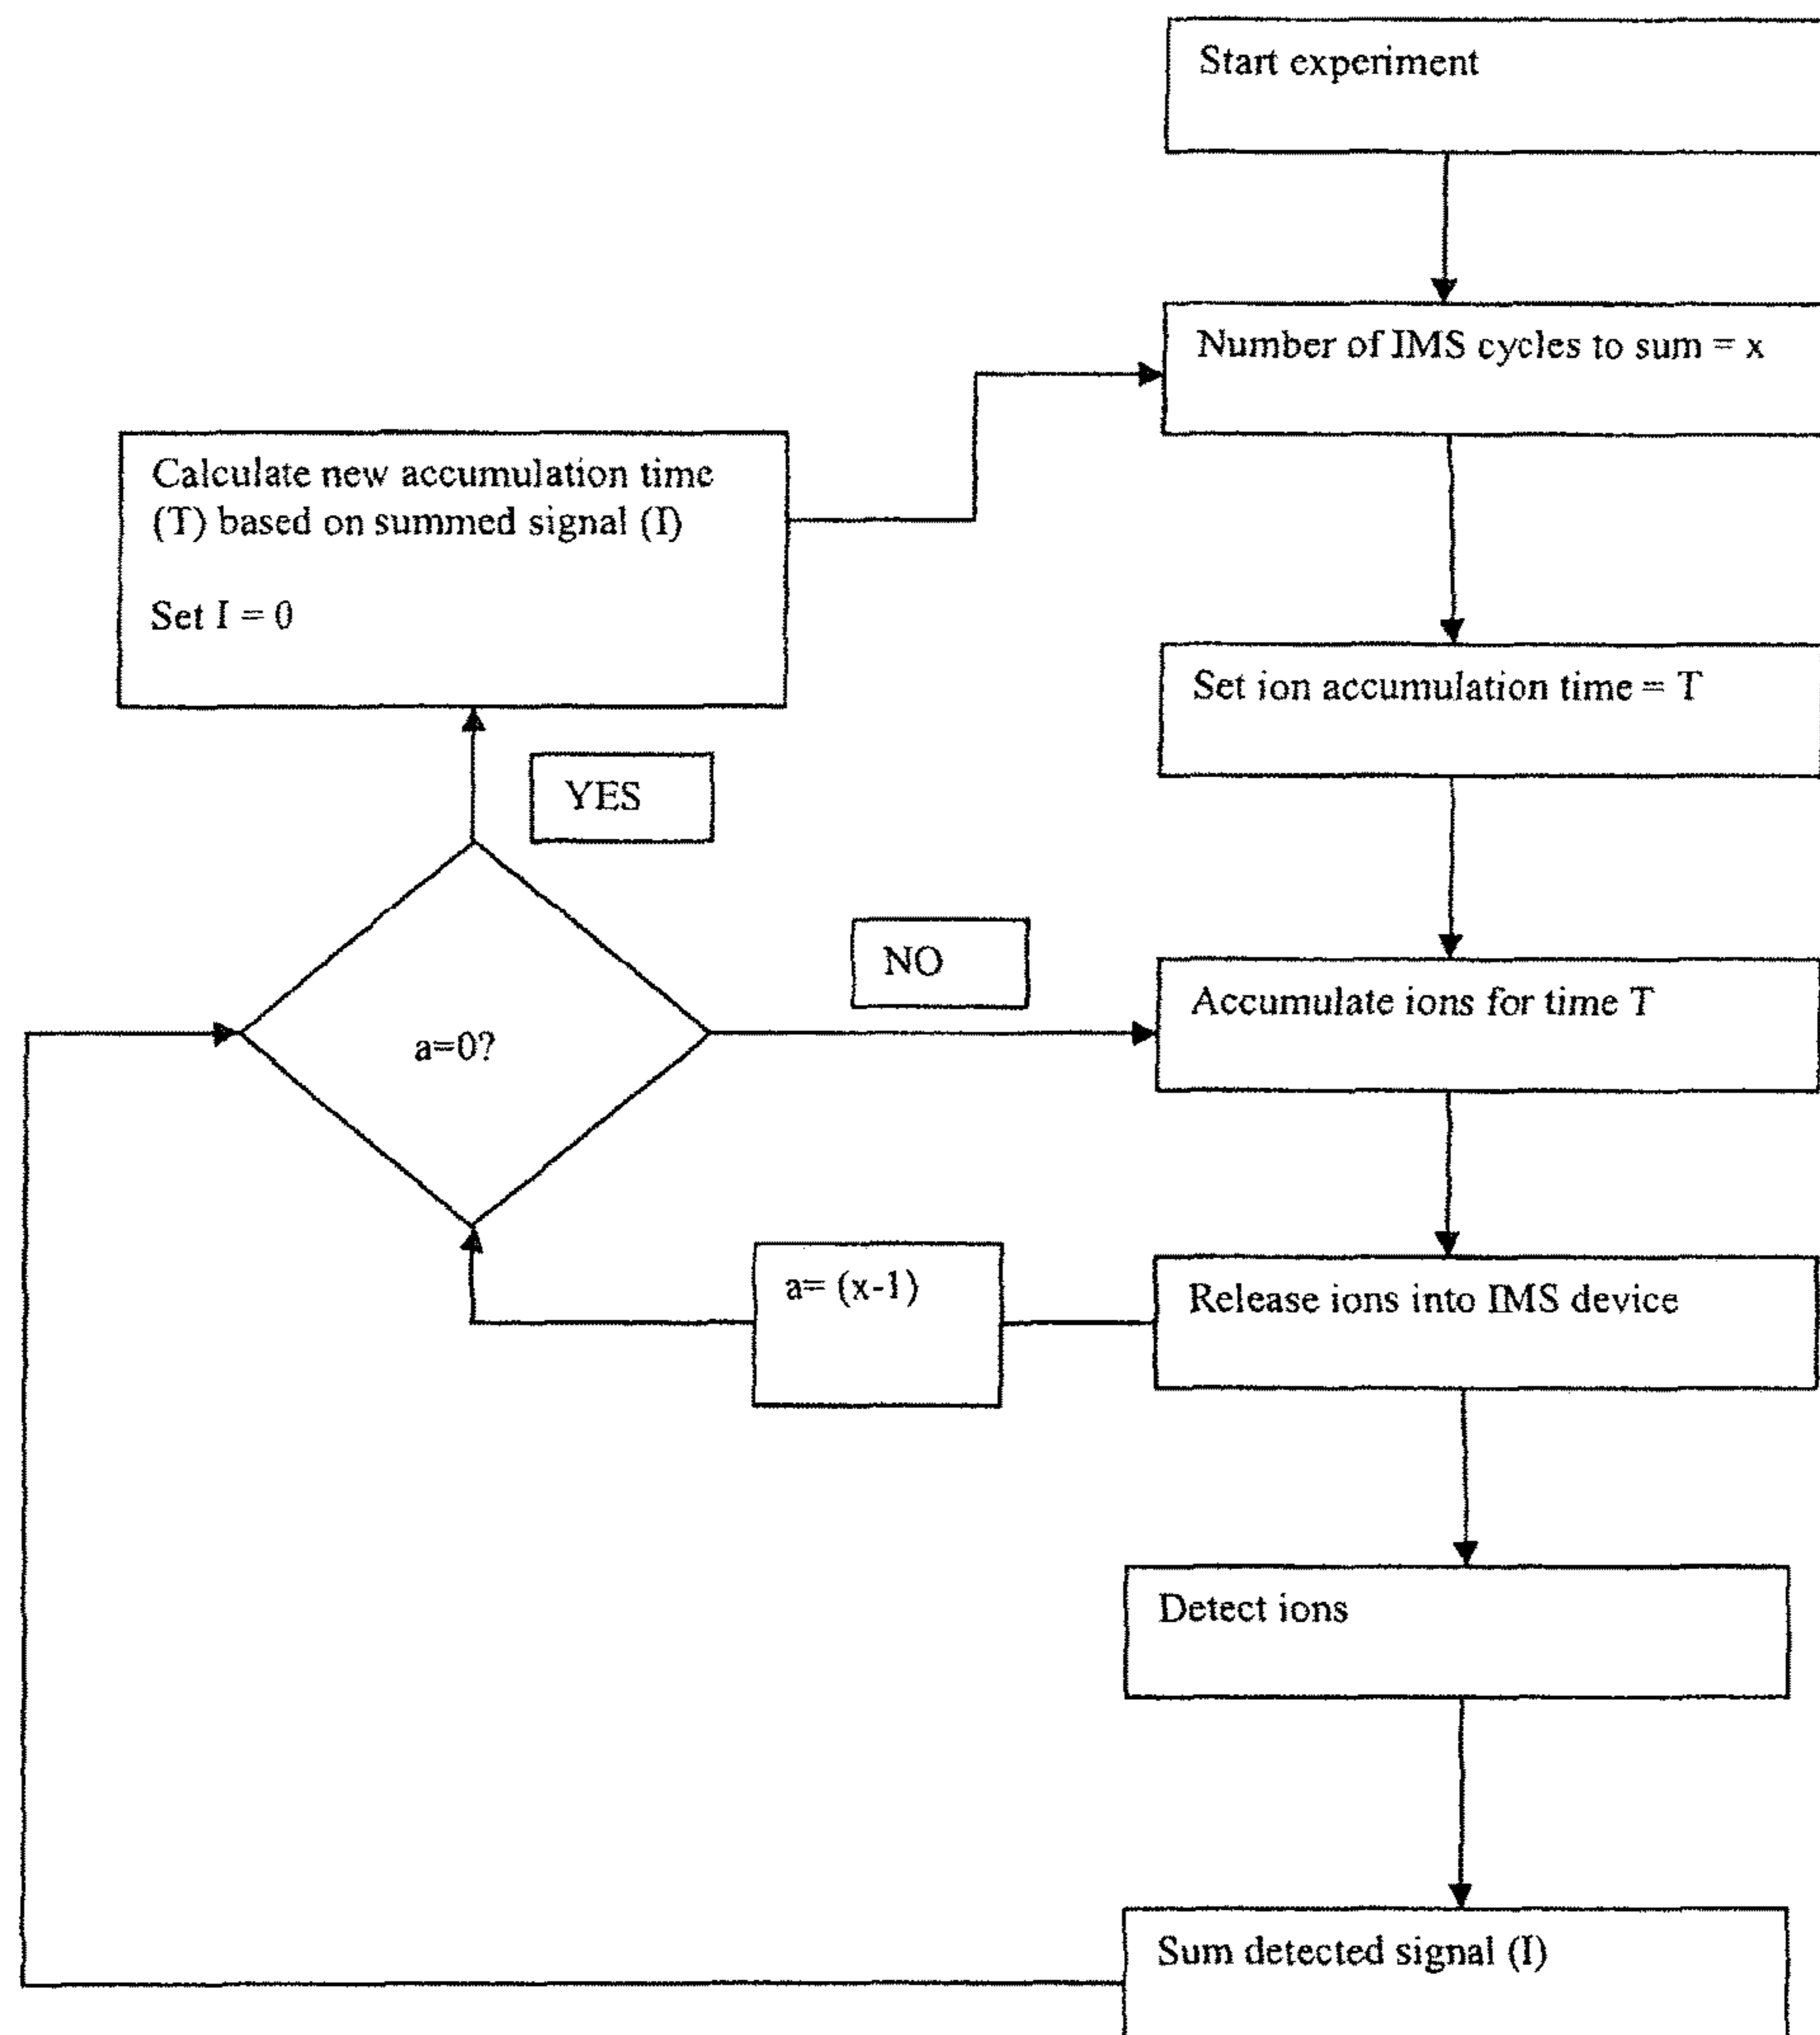 Start experiment
Number of IMS cycles to sum = x
Calculate new accumulation time
(T) based on summed signal (I)
Set I = 0
Set ion accumulation time = T
YES
NO
Accumulate ions for time T
a=0?
a= (x-1)
Release ions into IMS device
Detect ions
Sum detected signal (I)